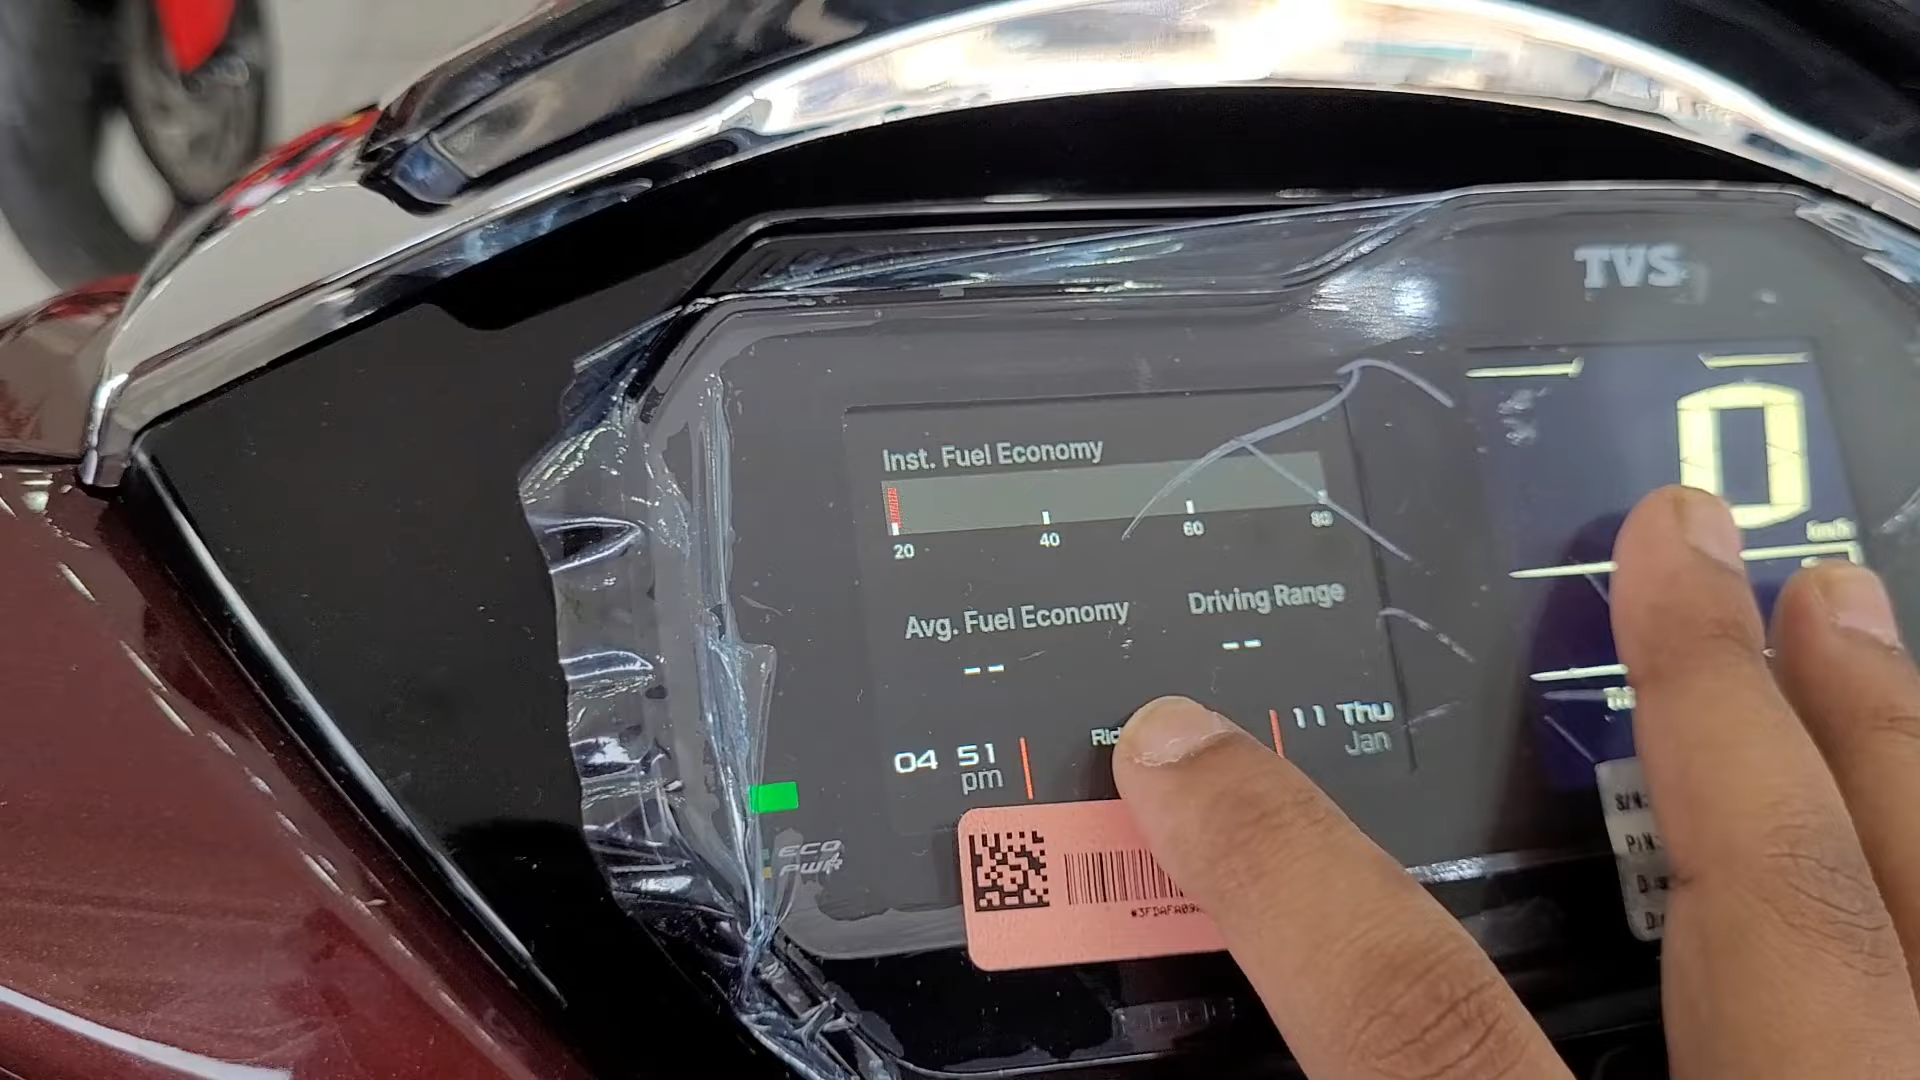 TVS
Inst. Fuel Economy
20 40 60 80
0
Avg. Fuel Economy
Driving Range
-- --
04 51
pm
11 Thu
Jan
ECO
PWR
S/N:
P/N: